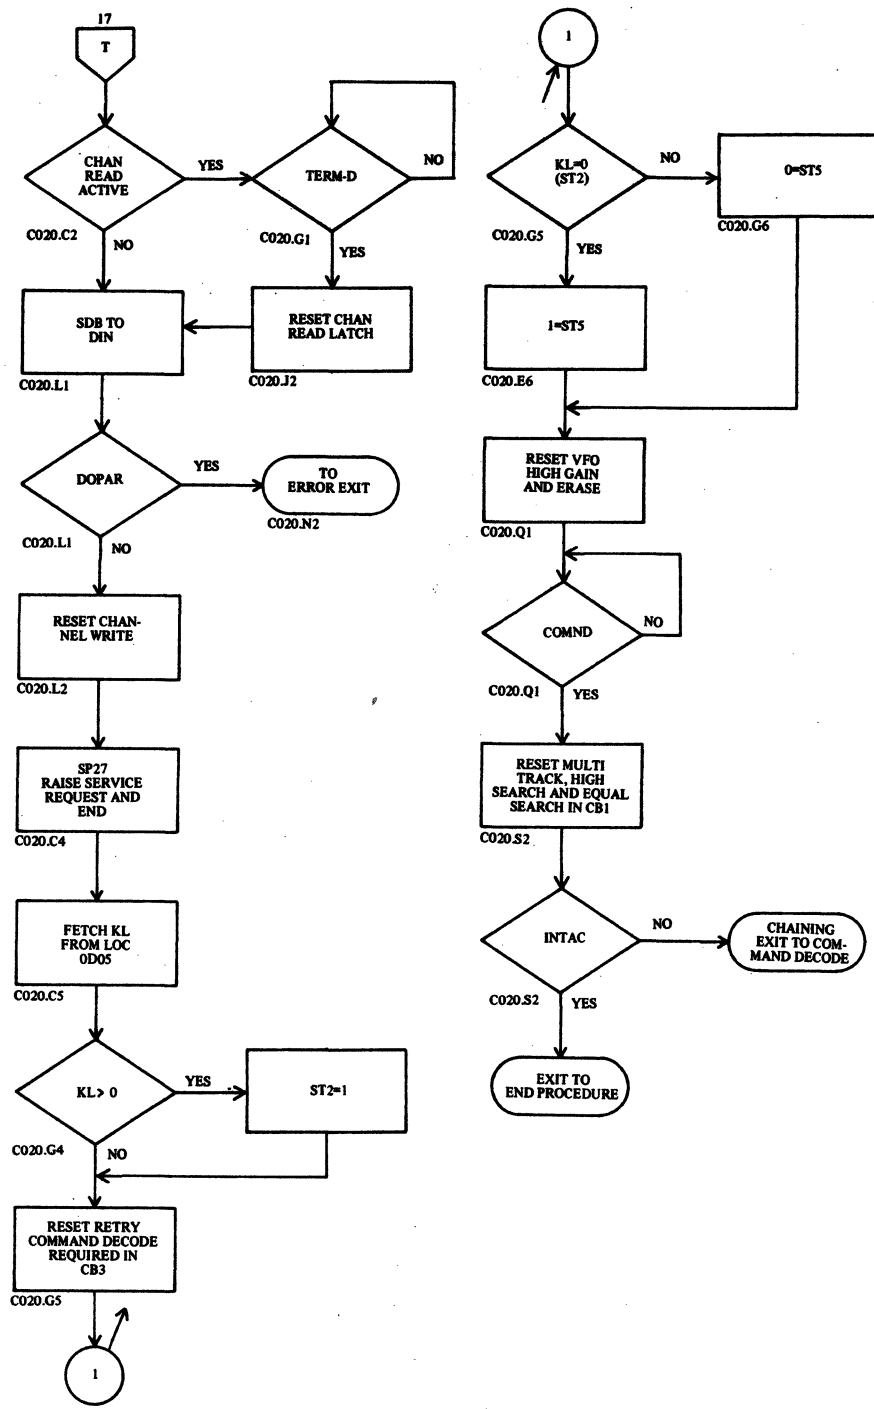 17
T
CHAN
READ
ACTIVE
YES
C020.C2
NO
TERM-D
NO
C020.G1
YES
SDB TO
DIN
C020.L1
RESET CHAN
READ LATCH
C020.J2
DOPAR
YES
C020.L1
NO
TO
ERROR EXIT
C020.N2
RESET CHAN-
NEL WRITE
C020.L2
SP27
RAISE SERVICE
REQUEST AND
END
C020.C4
FETCH KL
FROM LOC
0D05
C020.C5
KL> 0
YES
C020.G4
NO
ST2=1
RESET RETRY
COMMAND DECODE
REQUIRED IN
CB3
C020.G5
1
1
KL=0
(ST2)
NO
C020.G5
YES
0=ST5
C020.G6
1=ST5
C020.E6
RESET VFO
HIGH GAIN
AND ERASE
C020.Q1
COMND
NO
C020.Q1
YES
RESET MULTI
TRACK, HIGH
SEARCH AND EQUAL
SEARCH IN CB1
C020.S2
INTAC
NO
C020.S2
YES
CHAINING
EXIT TO COM-
MAND DECODE
EXIT TO
END PROCEDURE